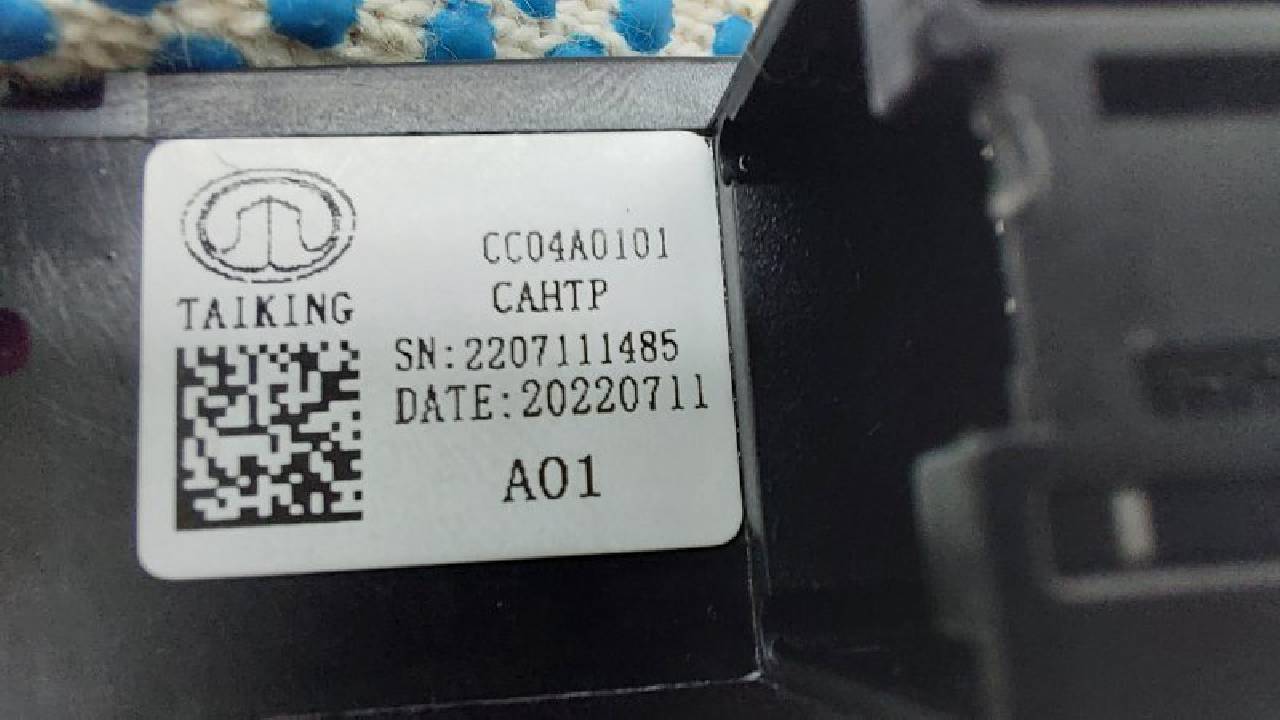 TAIKING
CC04A0101
CAHTP
SN:2207111485
DATE:20220711
A01